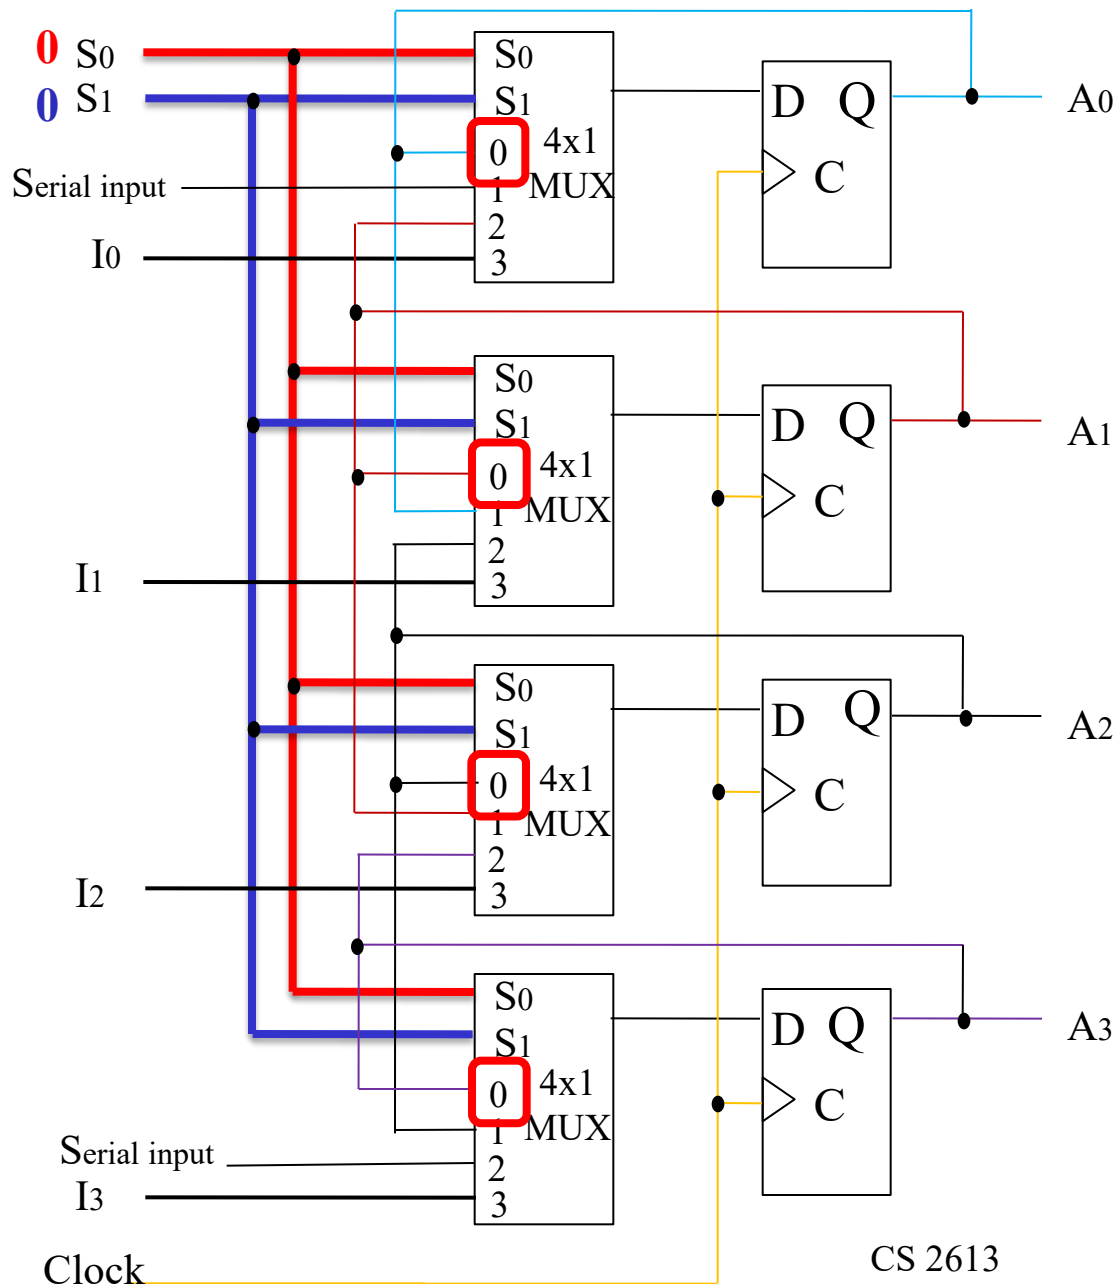 0 S0
0 S1
Serial input
I0
S0
S1
0 4x1
1 MUX
2
3
D Q
C
A0
I1
S0
S1
0 4x1
1 MUX
2
3
D Q
C
A1
I2
S0
S1
0 4x1
1 MUX
2
3
D Q
C
A2
Serial input
I3
S0
S1
0 4x1
1 MUX
2
3
D Q
C
A3
Clock
CS 2613